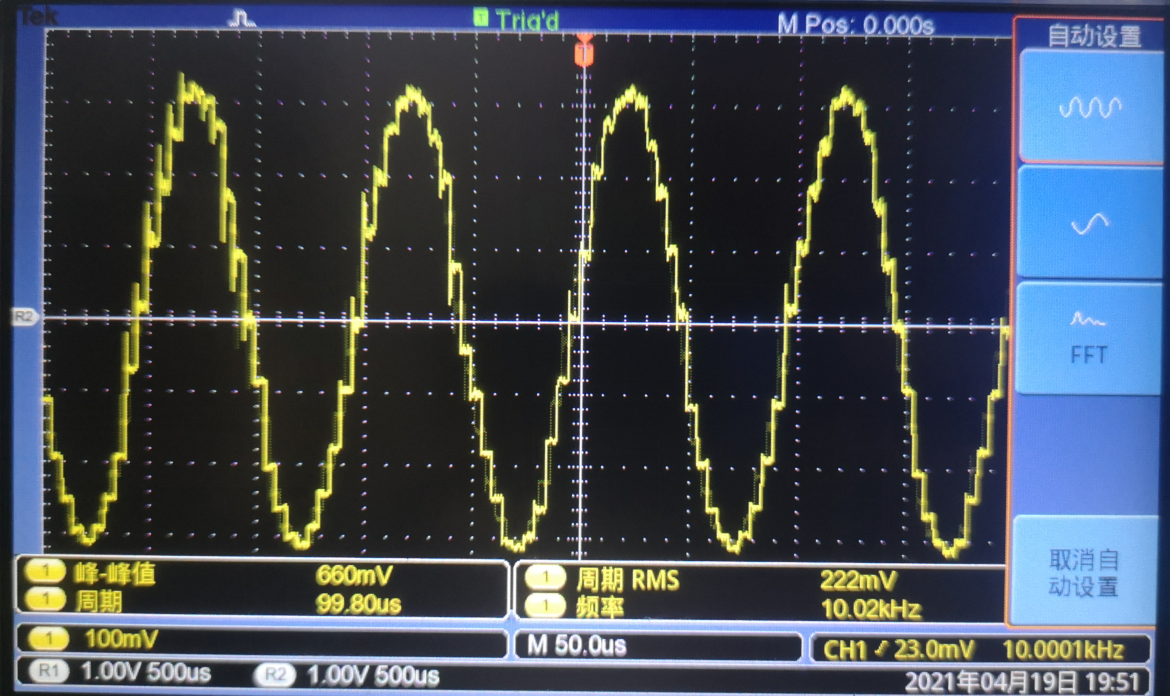 Tek
Trig'd
M Pos: 0.000s
自动设置
T
R2
FFT
取消自
动设置
1 峰-峰值 660mV
1 周期 99.80us
1 周期 RMS 222mV
1 频率 10.02kHz
1 100mV
M 50.0us
CH1 23.0mV 10.0001kHz
R1 1.00V 500us
R2 1.00V 500us
2021年04月19日 19:51